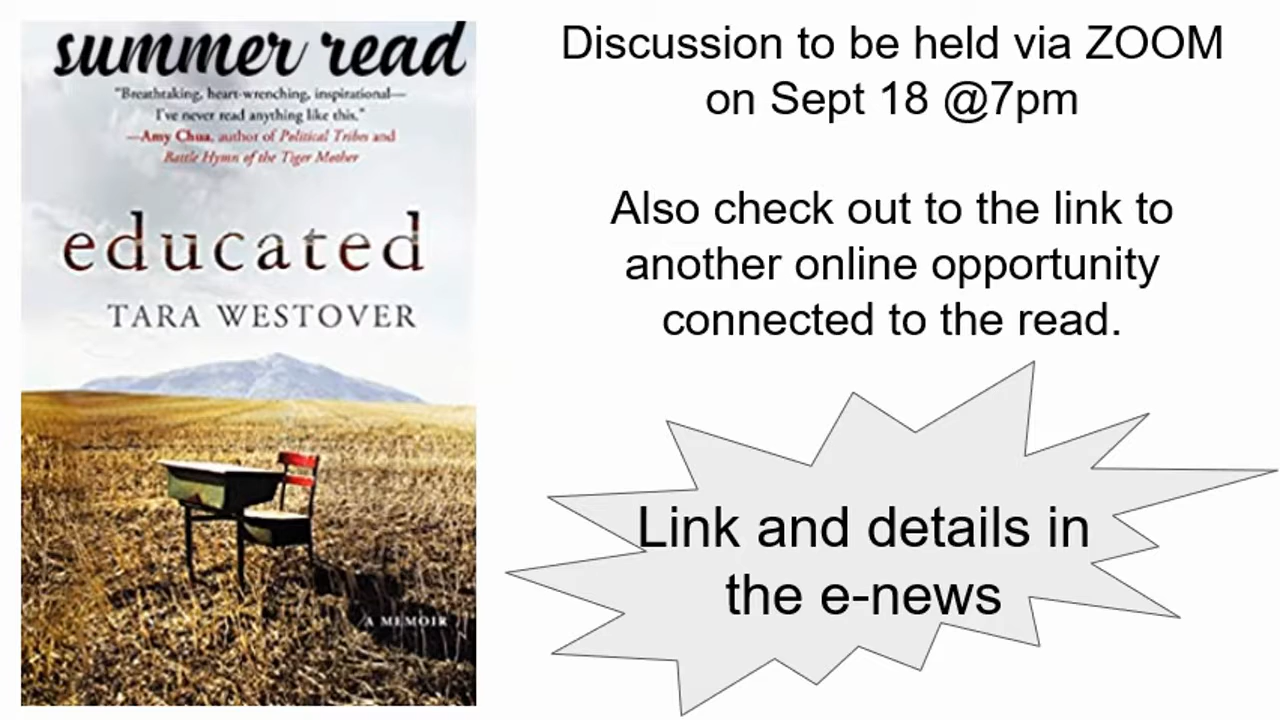 summer read
"Breathtaking, heart-wrenching, inspirational—
I've never read anything like this."
—Amy Chua, author of Political Tribes and
Battle Hymn of the Tiger Mother
educated
TARA WESTOVER
A MEMOIR
Discussion to be held via ZOOM
on Sept 18 @7pm
Also check out to the link to
another online opportunity
connected to the read.
Link and details in
the e-news